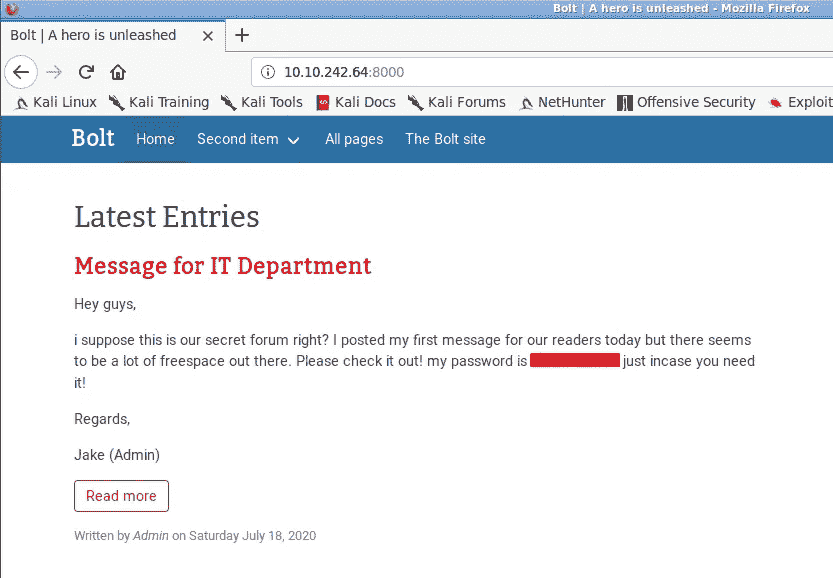 Bolt | A hero is unleashed - Mozilla Firefox
Bolt | A hero is unleashed
10.10.242.64:8000
Kali Linux Kali Training Kali Tools Kali Docs Kali Forums NetHunter Offensive Security Exploit
Bolt Home Second item All pages The Bolt site
Latest Entries
Message for IT Department
Hey guys,
i suppose this is our secret forum right? I posted my first message for our readers today but there seems
to be a lot of freespace out there. Please check it out! my password is just incase you need
it!
Regards,
Jake (Admin)
Read more
Written by Admin on Saturday July 18, 2020